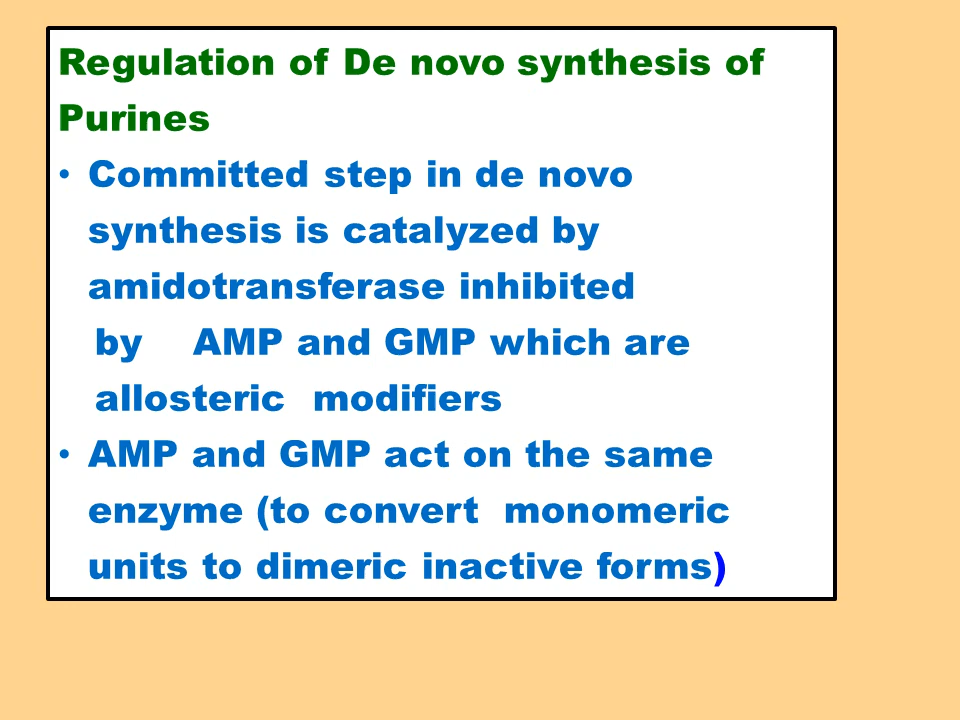 Regulation of De novo synthesis of
Purines
• Committed step in de novo
synthesis is catalyzed by
amidotransferase inhibited
by AMP and GMP which are
allosteric modifiers
• AMP and GMP act on the same
enzyme (to convert monomeric
units to dimeric inactive forms)